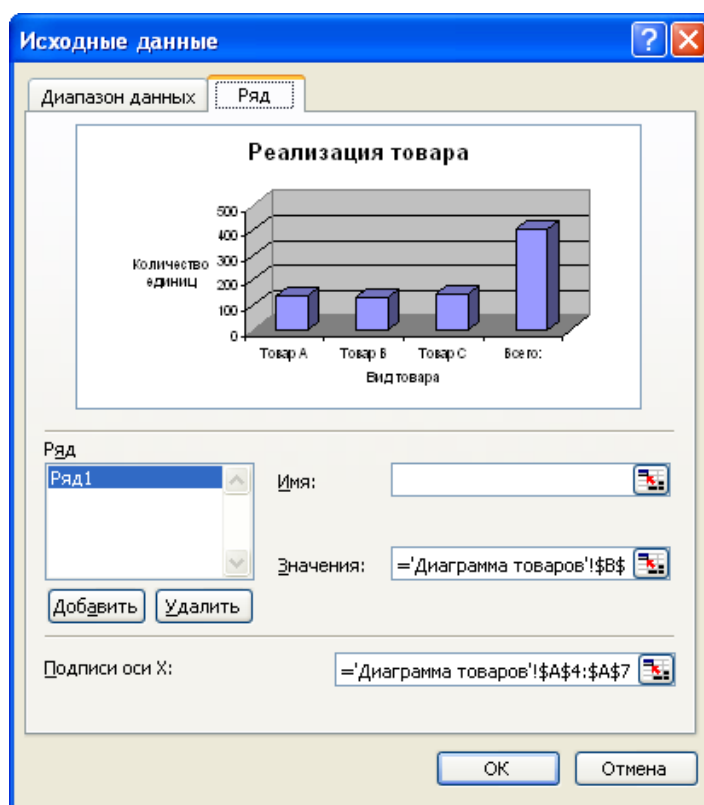 Исходные данные
Диапазон данных
Ряд
Реализация товара
500
400
300
200
100
0
Количество
единиц
Товар А
Товар В
Товар С
Всего:
Вид товара
Ряд
Ряд1
Имя:
Значения:
='Диаграмма товаров'!$B$
Добавить
Удалить
Подписи оси X:
='Диаграмма товаров'!$A$4:$A$7
ОК
Отмена